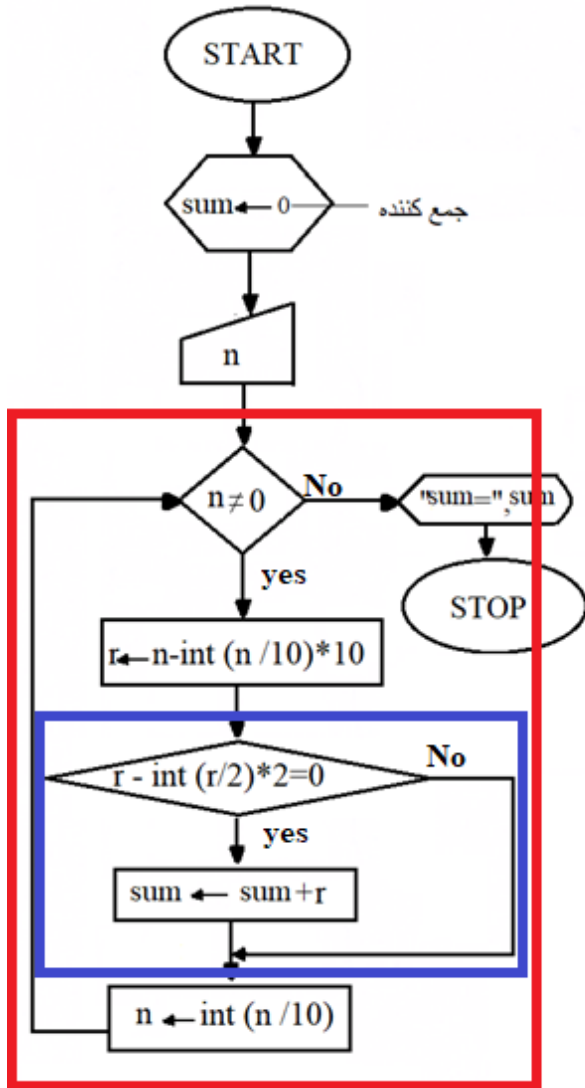 START
sum ← 0
جمع کننده
n
n ≠ 0
No
"sum=",sum
yes
STOP
r ← n-int (n /10)*10
r - int (r/2)*2=0
No
yes
sum ← sum+r
n ← int (n /10)